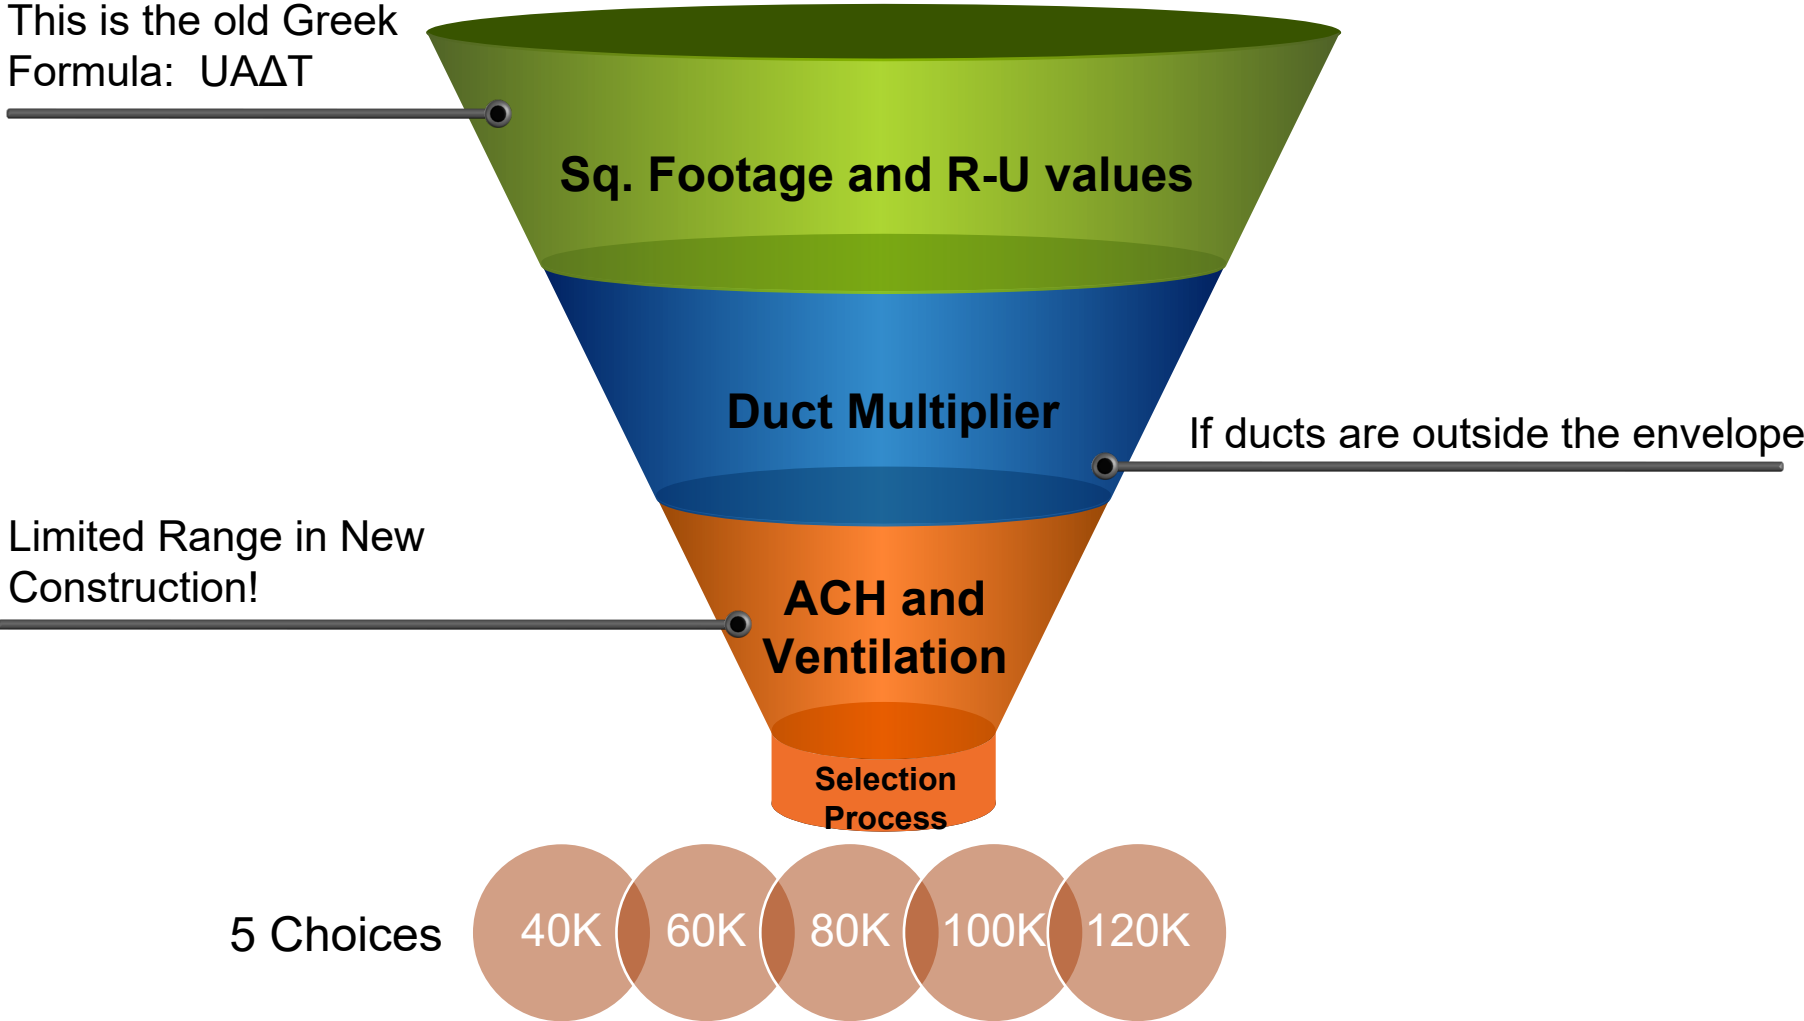 This is the old Greek
Formula:  UAΔT
Sq. Footage and R-U values
Duct Multiplier
If ducts are outside the envelope
Limited Range in New
Construction!
ACH and
Ventilation
Selection
Process
5 Choices
40K
60K
80K
100K
120K